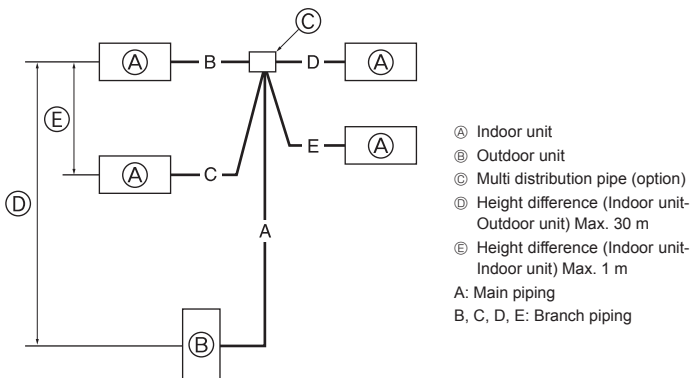 Ⓒ
Ⓐ B D Ⓐ
Ⓔ
Ⓐ C E Ⓐ
Ⓓ
A
Ⓑ
Ⓐ Indoor unit
Ⓑ Outdoor unit
Ⓒ Multi distribution pipe (option)
Ⓓ Height difference (Indoor unit-
Outdoor unit) Max. 30 m
Ⓔ Height difference (Indoor unit-
Indoor unit) Max. 1 m
A: Main piping
B, C, D, E: Branch piping